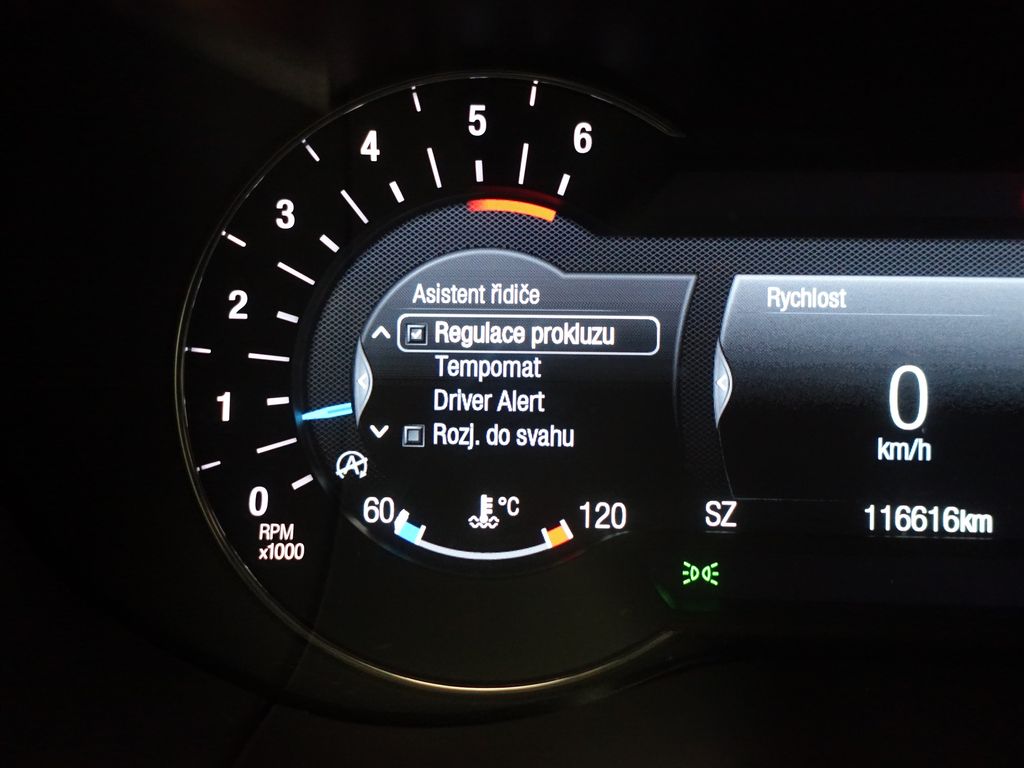 6
5
4
3
2
1
0
RPM
x1000
Asistent řidiče
Regulace prokluzu
Tempomat
Driver Alert
Rozj. do svahu
A
60
°C
120
Rychlost
0
km/h
SZ
116616km